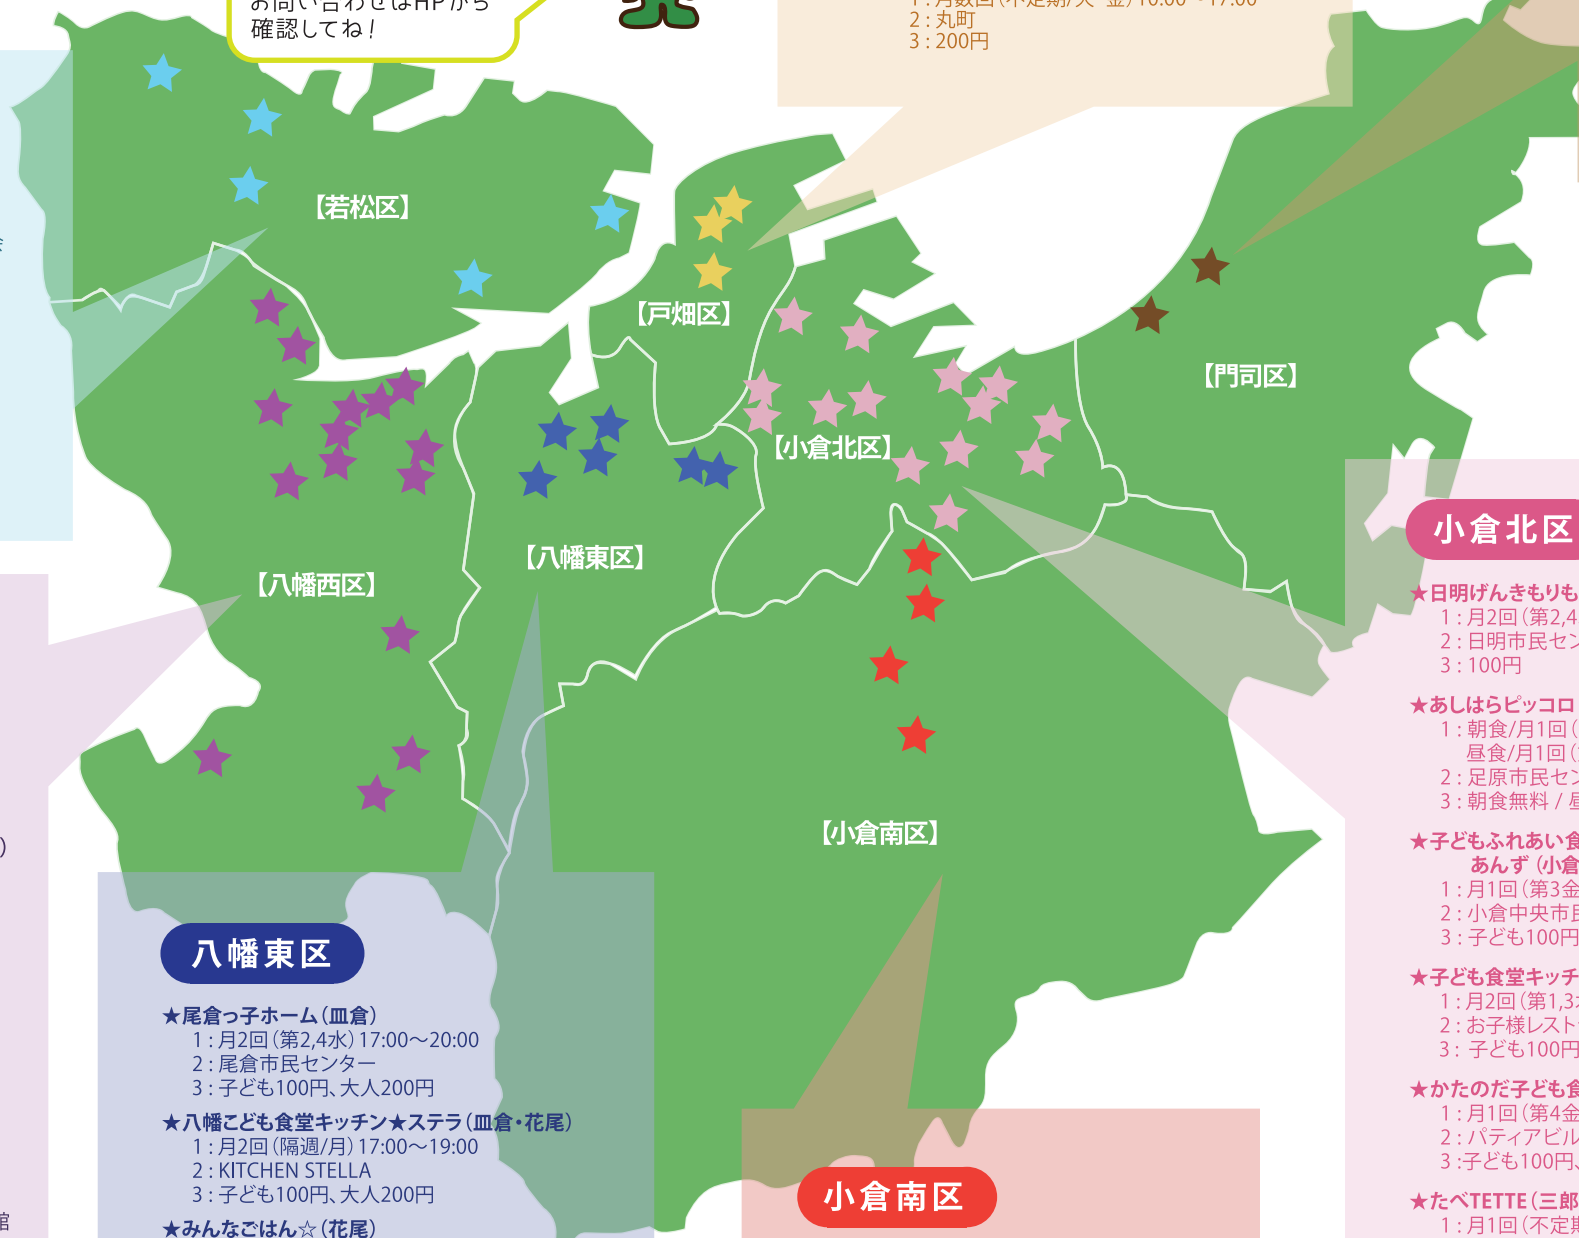 お問い合わせはHPから
確認してね！
1：月数回（不定期/火・金）16:00〜17:00
2：丸町
3：200円
【若松区】
【戸畑区】
【門司区】
【小倉北区】
【八幡東区】
【八幡西区】
【小倉南区】
）
館
八幡東区
★尾倉っ子ホーム（皿倉）
1：月2回（第2,4水）17:00〜20:00
2：尾倉市民センター
3：子ども100円、大人200円
★八幡こども食堂キッチン★ステラ（皿倉・花尾）
1：月2回（隔週/月）17:00〜19:00
2：KITCHEN STELLA
3：子ども100円、大人200円
★みんなごはん☆（花尾）
小倉南区
小倉北区
★日明げんきもりも
1：月2回（第2,4
2：日明市民セン
3：100円
★あしはらピッコロ
1：朝食/月1回（
昼食/月1回（
2：足原市民セン
3：朝食無料 / 昼
★子どもふれあい食
あんず（小倉
1：月1回（第3金
2：小倉中央市民
3：子ども100円
★子ども食堂キッチ
1：月2回（第1,3
2：お子様レスト
3：子ども100円
★かたのだ子ども食
1：月1回（第4金
2：パティアビル
3：子ども100円、
★たべTETTE（三郎
1：月1回（不定期